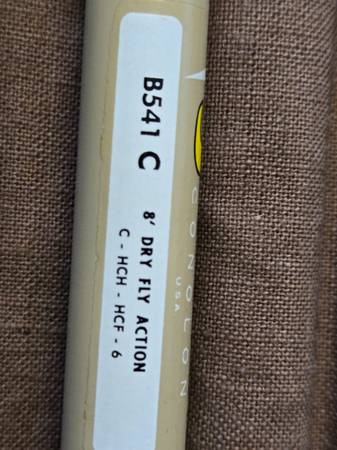 B541 C
8' DRY FLY ACTION
C - HCH - HCF - 6
CONOLON
USA